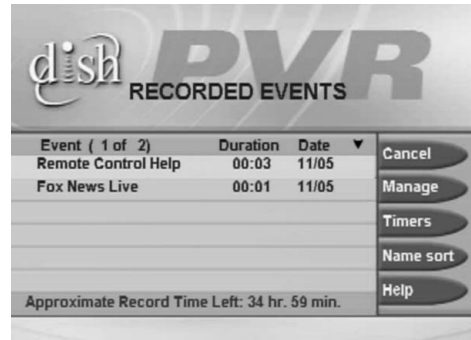 dish PVR
RECORDED EVENTS
Event ( 1 of 2) Duration Date ▼
Remote Control Help 00:03 11/05
Fox News Live 00:01 11/05
Approximate Record Time Left: 34 hr. 59 min.
Cancel
Manage
Timers
Name sort
Help